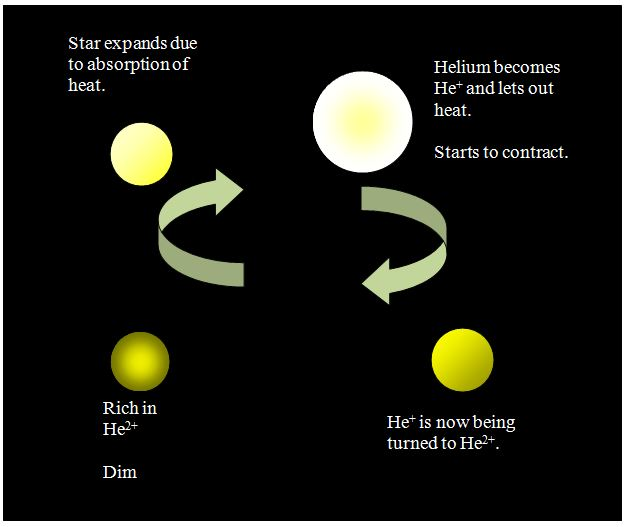 Star expands due
to absorption of
heat.
Helium becomes
He⁺ and lets out
heat.
Starts to contract.
Rich in
He²⁺
Dim
He⁺ is now being
turned to He²⁺.